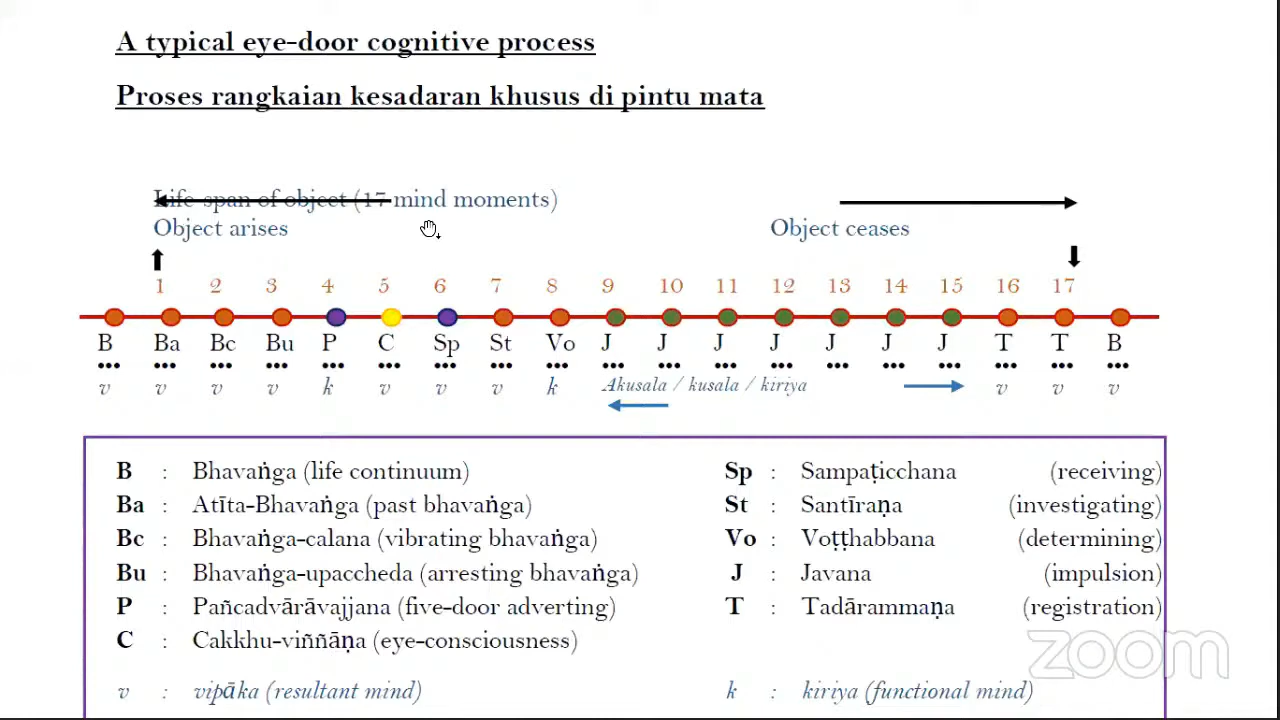 A typical eye-door cognitive process
Proses rangkaian kesadaran khusus di pintu mata
Life-span of object (17 mind moments)
Object arises Object ceases
1 2 3 4 5 6 7 8 9 10 11 12 13 14 15 16 17
B Ba Bc Bu P C Sp St Vo J J J J J J J T T B
••• ••• ••• ••• ••• ••• ••• ••• ••• ••• ••• ••• ••• ••• ••• ••• ••• ••• •••
v v v v k v v v k Akusala / kusala / kiriya v v v
B : Bhavaṅga (life continuum) Sp : Sampaṭicchana (receiving)
Ba : Atīta-Bhavaṅga (past bhavaṅga) St : Santīraṇa (investigating)
Bc : Bhavaṅga-calana (vibrating bhavaṅga) Vo : Voṭṭhabbana (determining)
Bu : Bhavaṅga-upaccheda (arresting bhavaṅga) J : Javana (impulsion)
P : Pañcadvārāvajjana (five-door adverting) T : Tadārammaṇa (registration)
C : Cakkhu-viññāṇa (eye-consciousness)
v : vipāka (resultant mind) k : kiriya (functional mind)
zoom